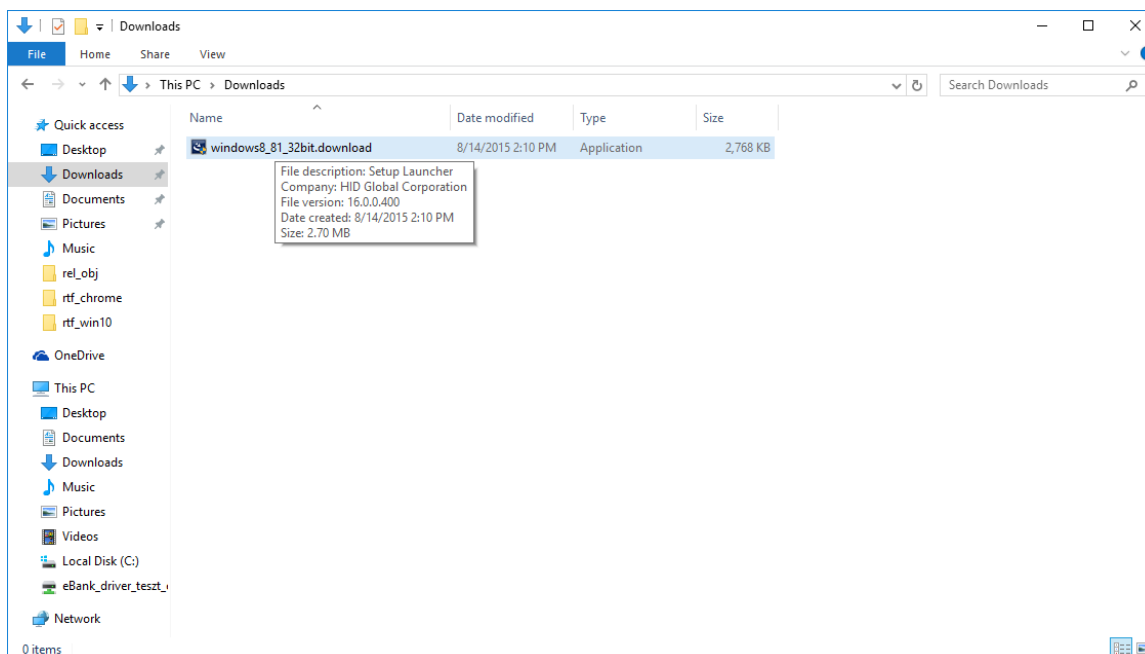 Downloads
File Home Share View
This PC Downloads
Search Downloads
Name Date modified Type Size
windows8_81_32bit.download 8/14/2015 2:10 PM Application 2,768 KB
File description: Setup Launcher
Company: HID Global Corporation
File version: 16.0.0.400
Date created: 8/14/2015 2:10 PM
Size: 2.70 MB
Quick access
Desktop
Downloads
Documents
Pictures
Music
rel_obj
rtf_chrome
rtf_win10
OneDrive
This PC
Desktop
Documents
Downloads
Music
Pictures
Videos
Local Disk (C:)
eBank_driver_teszt_
Network
0 items